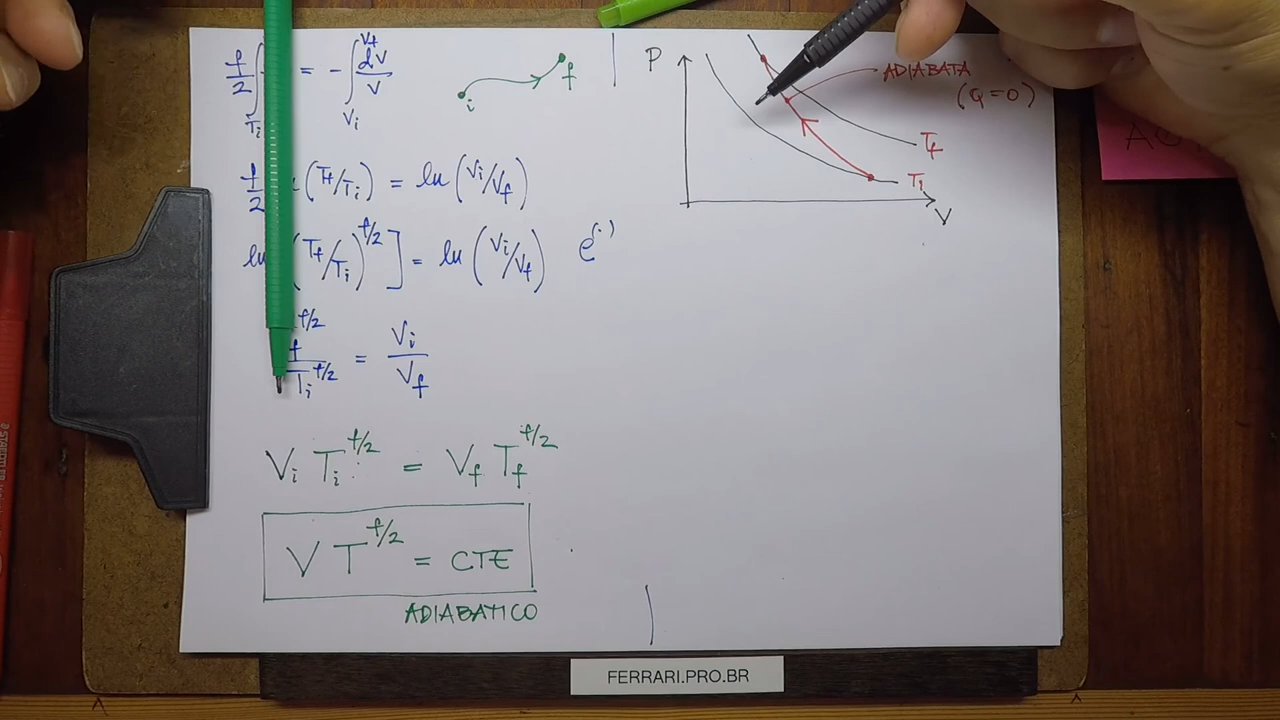 f/2 ∫ Ti = - ∫ Vi Vf dV/V
i f
f/2 (Tf/Ti) = ln (Vi/Vf)
ln (Tf/Ti)^f/2 ] = ln (Vi/Vf) e^(·)
f/2 / Ti^f/2 = Vi/Vf
Vi Ti^f/2 = Vf Tf^f/2
V T^f/2 = CTE
ADIABATICO
P
ADIABATA
(Q=0)
Tf
Ti
V
FERRARI.PRO.BR